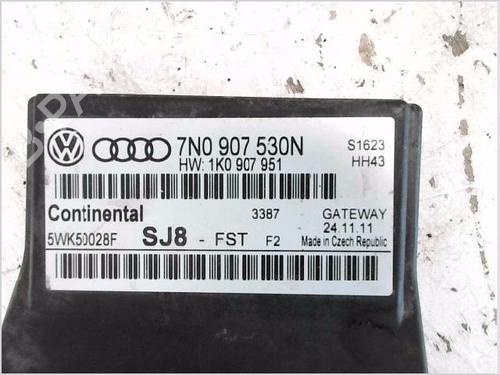 7N0 907 530N
S1623
HW: 1K0 907 951
HH43
Continental
3387
GATEWAY
24.11.11
5WK50028F
SJ8 - FST F2
Made in Czech Republic